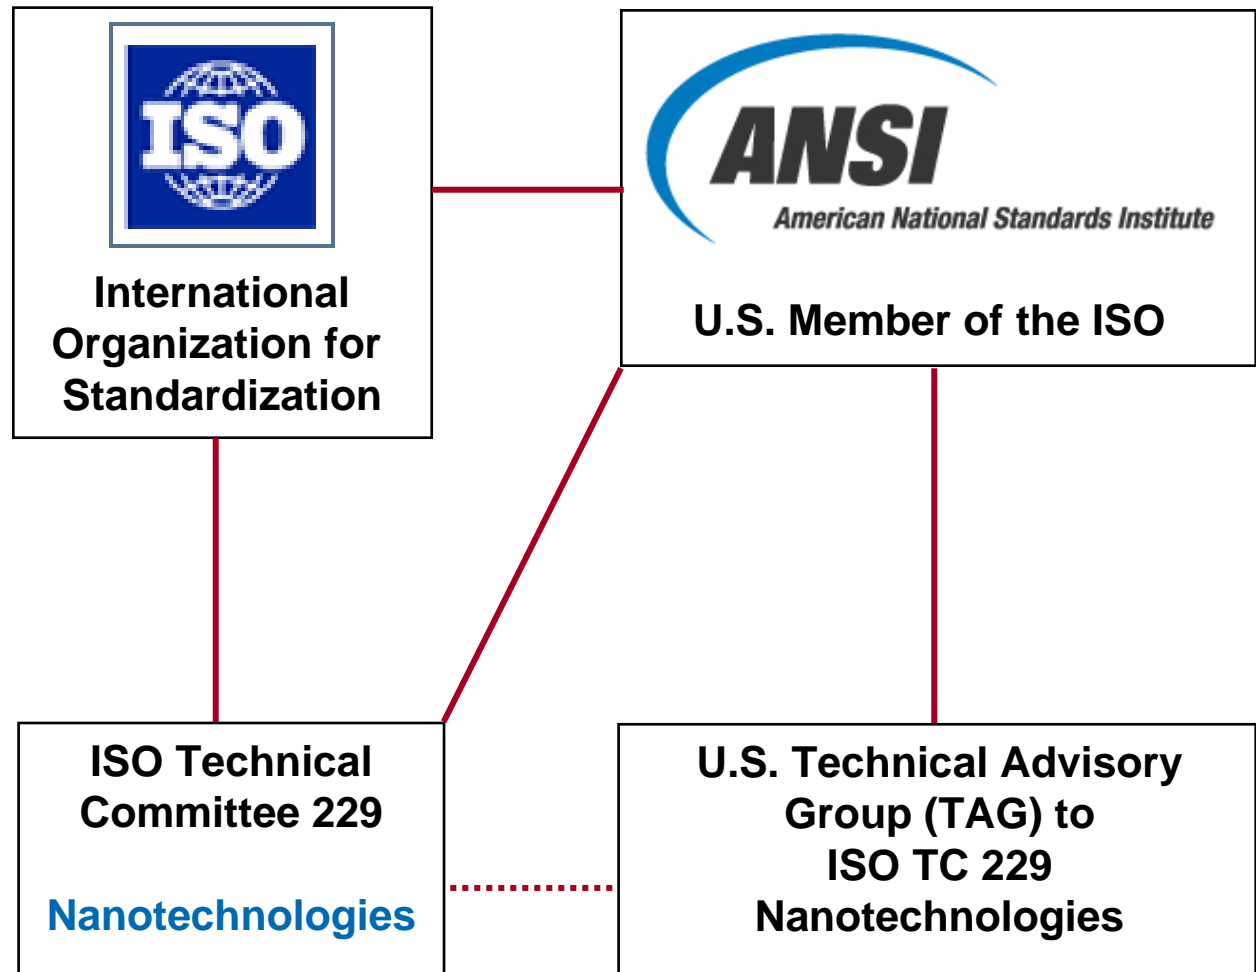 ISO
International
Organization for
Standardization
ANSI
American National Standards Institute
U.S. Member of the ISO
ISO Technical
Committee 229
Nanotechnologies
U.S. Technical Advisory
Group (TAG) to
ISO TC 229
Nanotechnologies